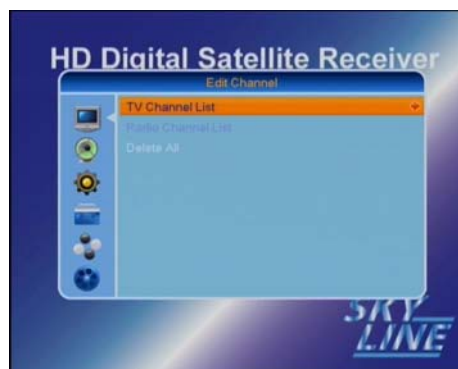 HD Digital Satellite Receiver
Edit Channel
TV Channel List
Radio Channel List
Delete All
SKY
LINE